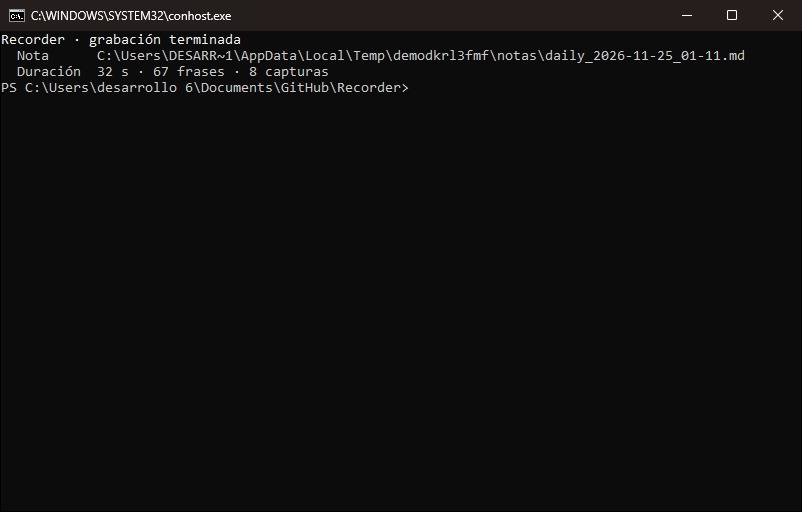 C:\WINDOWS\SYSTEM32\conhost.exe
Recorder · grabación terminada
Nota C:\Users\DESARR~1\AppData\Local\Temp\demodkrl3fmf\notas\daily_2026-11-25_01-11.md
Duración 32 s · 67 frases · 8 capturas
PS C:\Users\desarrollo 6\Documents\GitHub\Recorder>